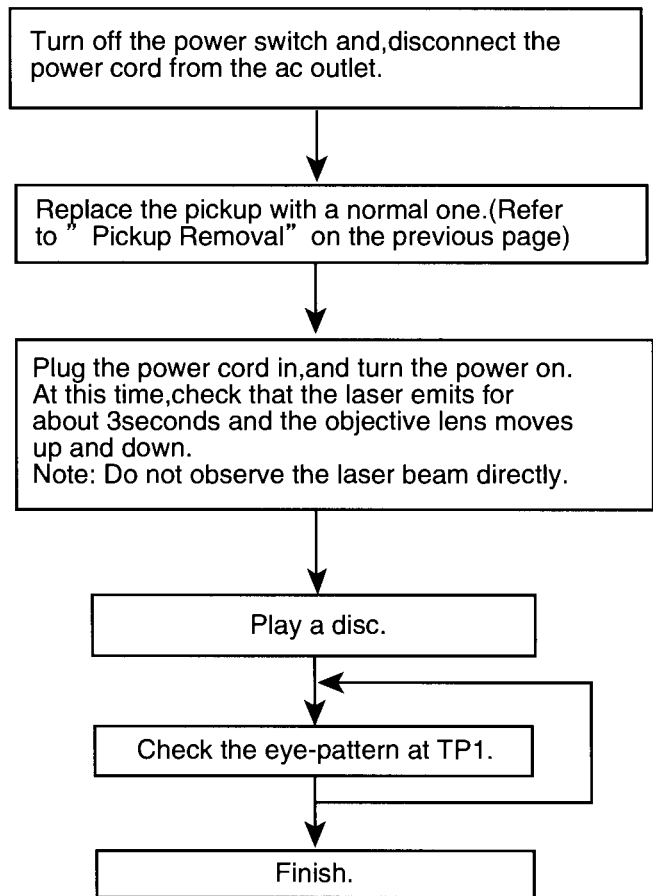 Turn off the power switch and,disconnect the
power cord from the ac outlet.
Replace the pickup with a normal one.(Refer
to ” Pickup Removal” on the previous page)
Plug the power cord in,and turn the power on.
At this time,check that the laser emits for
about 3seconds and the objective lens moves
up and down.
Note: Do not observe the laser beam directly.
Play a disc.
Check the eye-pattern at TP1.
Finish.